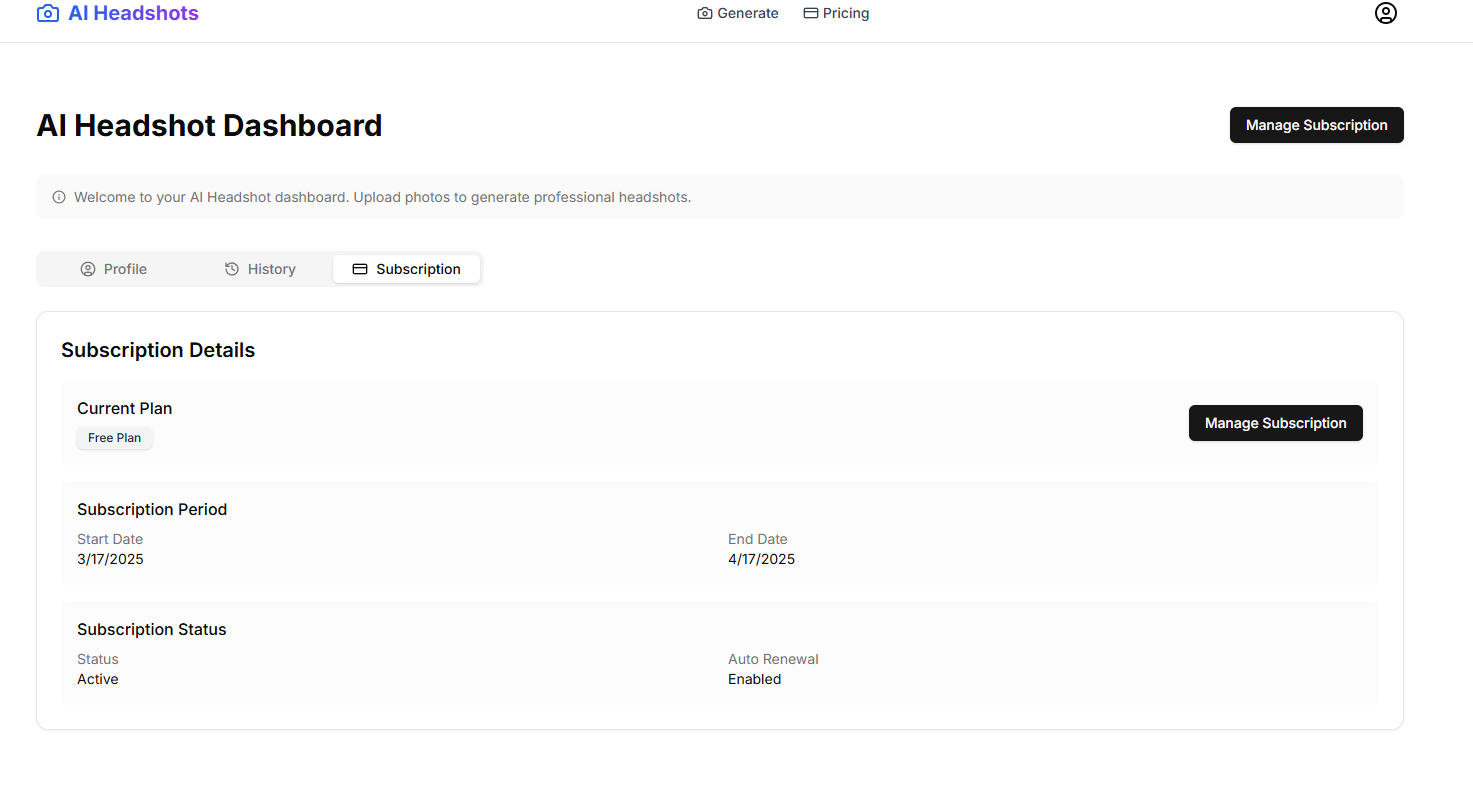 AI Headshots
Generate
Pricing
AI Headshot Dashboard
Manage Subscription
Welcome to your AI Headshot dashboard. Upload photos to generate professional headshots.
Profile
History
Subscription
Subscription Details
Current Plan
Free Plan
Manage Subscription
Subscription Period
Start Date
3/17/2025
End Date
4/17/2025
Subscription Status
Status
Active
Auto Renewal
Enabled